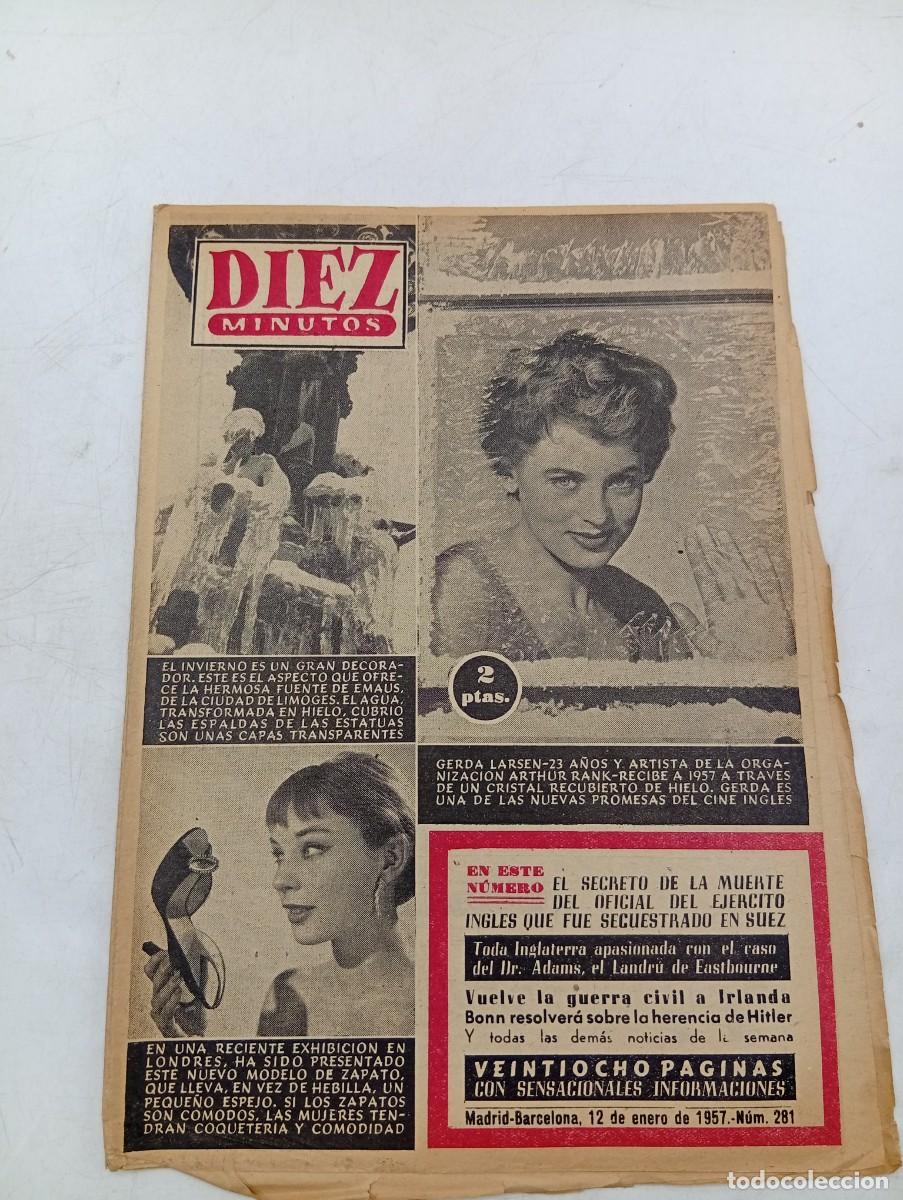 DIEZ
MINUTOS
EL INVIERNO ES UN GRAN DECORA-
DOR. ESTE ES EL ASPECTO QUE OFRE-
CE LA HERMOSA FUENTE DE EMAUS,
DE LA CIUDAD DE LIMOGES. EL AGUA,
TRANSFORMADA EN HIELO, CUBRIO
LAS ESPALDAS DE LAS ESTATUAS
SON UNAS CAPAS TRANSPARENTES
2
ptas.
GERDA LARSEN-23 AÑOS Y ARTISTA DE LA ORGA-
NIZACION ARTHUR RANK-RECIBE A 1957 A TRAVES
DE UN CRISTAL RECUBIERTO DE HIELO. GERDA ES
UNA DE LAS NUEVAS PROMESAS DEL CINE INGLES
EN UNA RECIENTE EXHIBICION EN
LONDRES, HA SIDO PRESENTADO
ESTE NUEVO MODELO DE ZAPATO,
QUE LLEVA, EN VEZ DE HEBILLA, UN
PEQUEÑO ESPEJO. SI LOS ZAPATOS
SON COMODOS, LAS MUJERES TEN-
DRAN COQUETERIA Y COMODIDAD
EN ESTE
NÚMERO
EL SECRETO DE LA MUERTE
DEL OFICIAL DEL EJERCITO
INGLES QUE FUE SECUESTRADO EN SUEZ
Toda Inglaterra apasionada con el caso
del Dr. Adams, el Landrú de Eastbourne
Vuelve la guerra civil a Irlanda
Bonn resolverá sobre la herencia de Hitler
Y todas las demás noticias de la semana
VEINTIOCHO PAGINAS
CON SENSACIONALES INFORMACIONES
Madrid-Barcelona, 12 de enero de 1957.-Núm. 281
todocoleccion